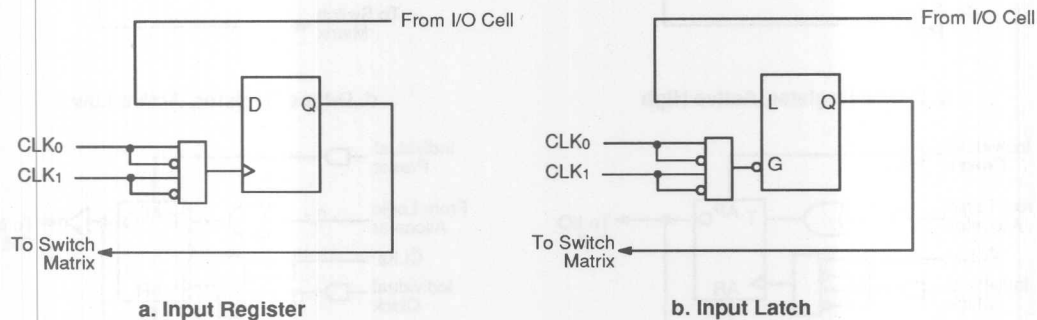 From I/O Cell
D Q
CLK0
CLK1
To Switch
Matrix
a. Input Register
From I/O Cell
L Q
G
CLK0
CLK1
To Switch
Matrix
b. Input Latch